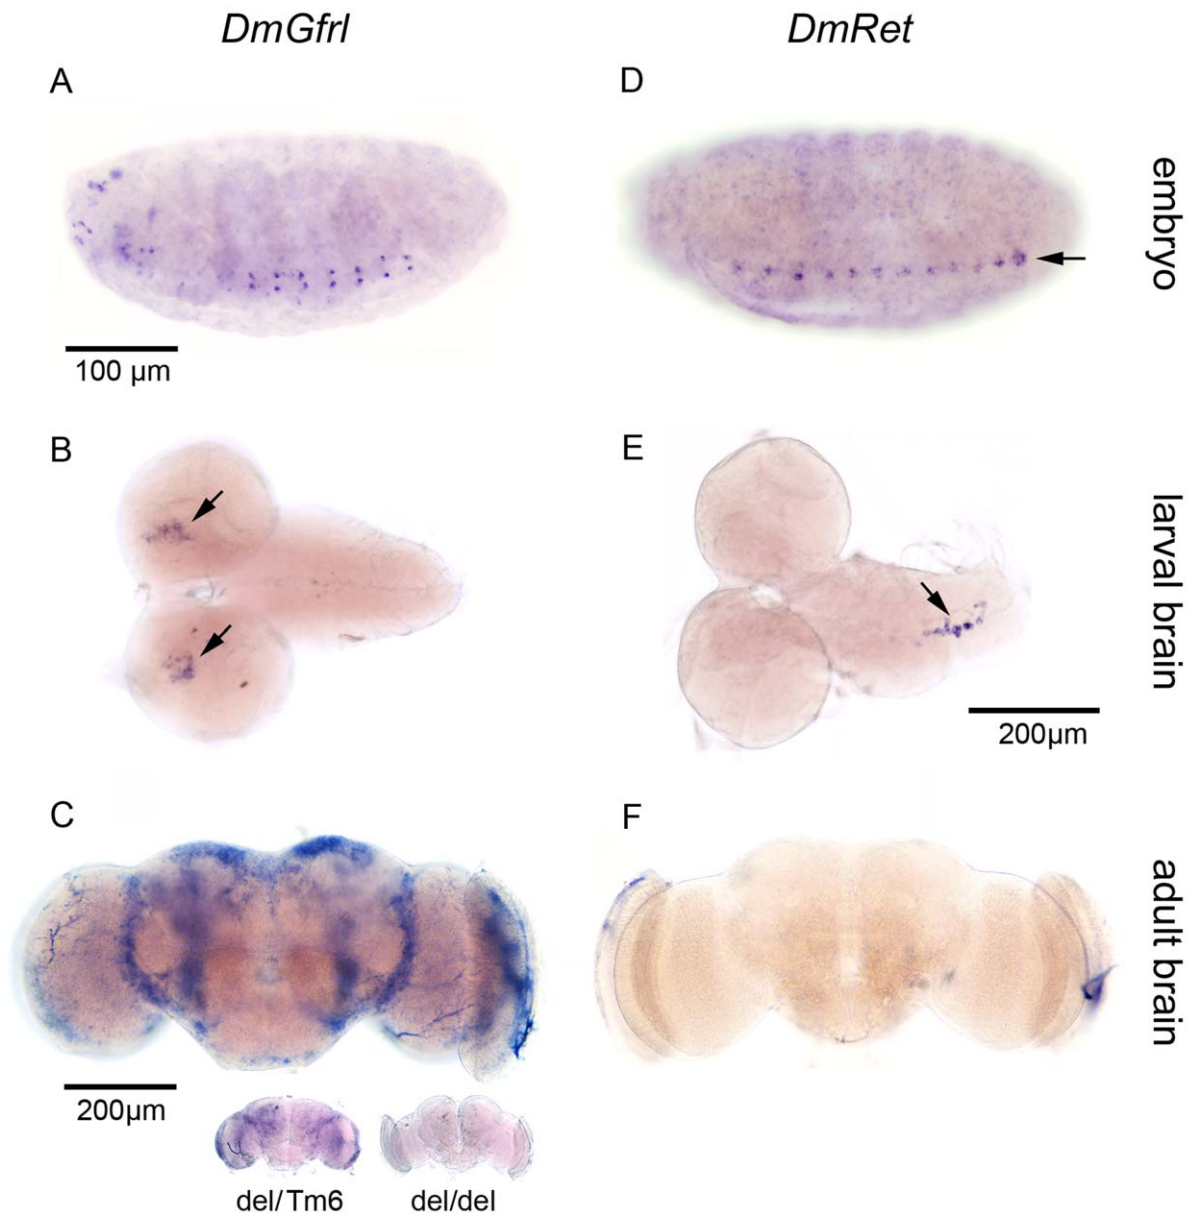 DmGfrl
DmRet
A
D
embryo
100 µm
B
E
larval brain
200µm
C
F
adult brain
200µm
del/Tm6
del/del